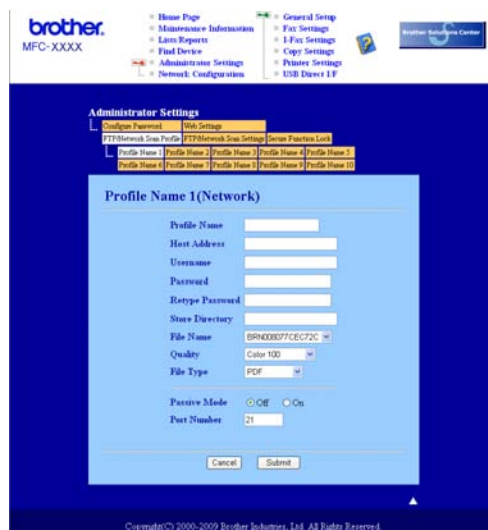 brother.
MFC-XXXX
Home Page
Maintenance Information
Lists/Reports
Find Device
Administrator Settings
Network Configuration
General Setup
Fax Settings
I-Fax Settings
Copy Settings
Printer Settings
USB Direct I/F
Brother Solutions Center
Administrator Settings
Configure Password Web Settings
FTP/Network Scan Profile FTP/Network Scan Settings Secure Function Lock
Profile Name 1 Profile Name 2 Profile Name 3 Profile Name 4 Profile Name 5
Profile Name 6 Profile Name 7 Profile Name 8 Profile Name 9 Profile Name 10
Profile Name 1(Network)
Profile Name
Host Address
Username
Password
Retype Password
Store Directory
File Name BRN008077CEC72C
Quality Color 100
File Type PDF
Passive Mode Off On
Port Number 21
Cancel Submit
Copyright(C) 2000-2009 Brother Industries, Ltd. All Rights Reserved.